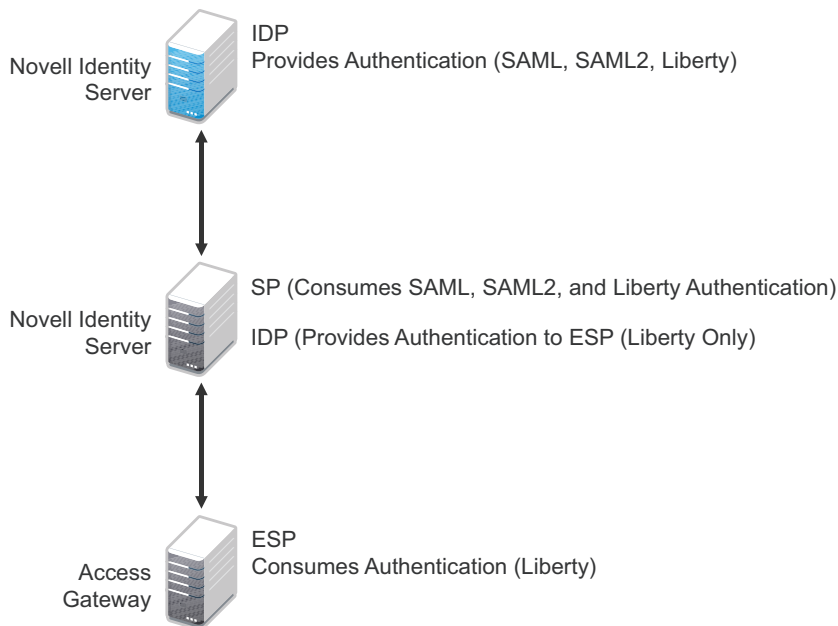 IDP
Provides Authentication (SAML, SAML2, Liberty)
Novell Identity
Server
SP (Consumes SAML, SAML2, and Liberty Authentication)
Novell Identity
Server
IDP (Provides Authentication to ESP (Liberty Only)
ESP
Consumes Authentication (Liberty)
Access
Gateway